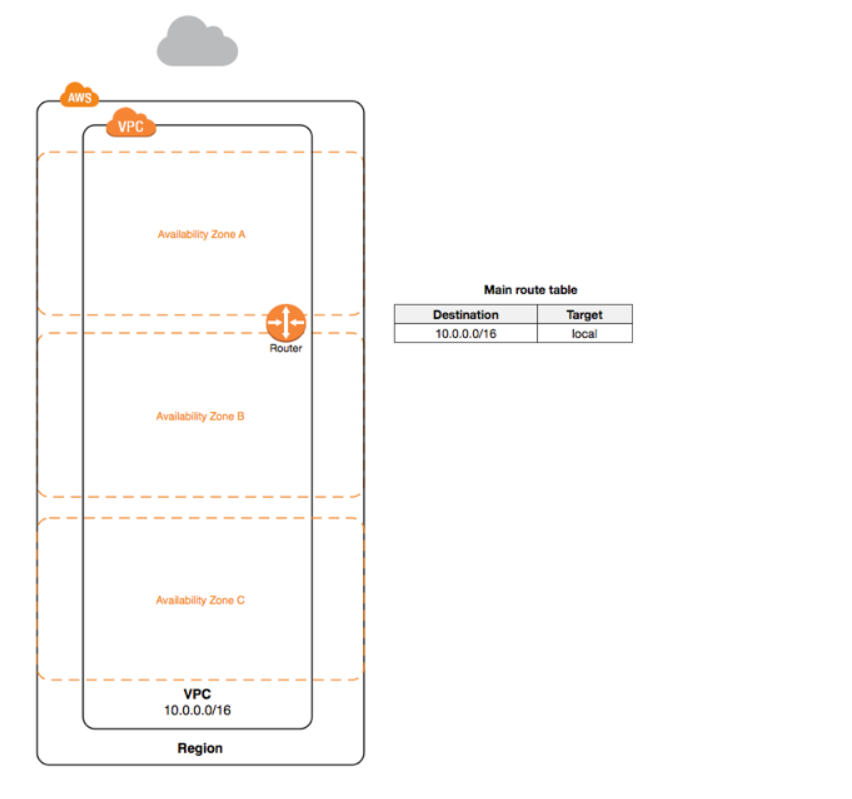 AWS
VPC
Availability Zone A
Router
Availability Zone B
Availability Zone C
VPC
10.0.0.0/16
Region
Main route table
Destination Target
10.0.0.0/16 local